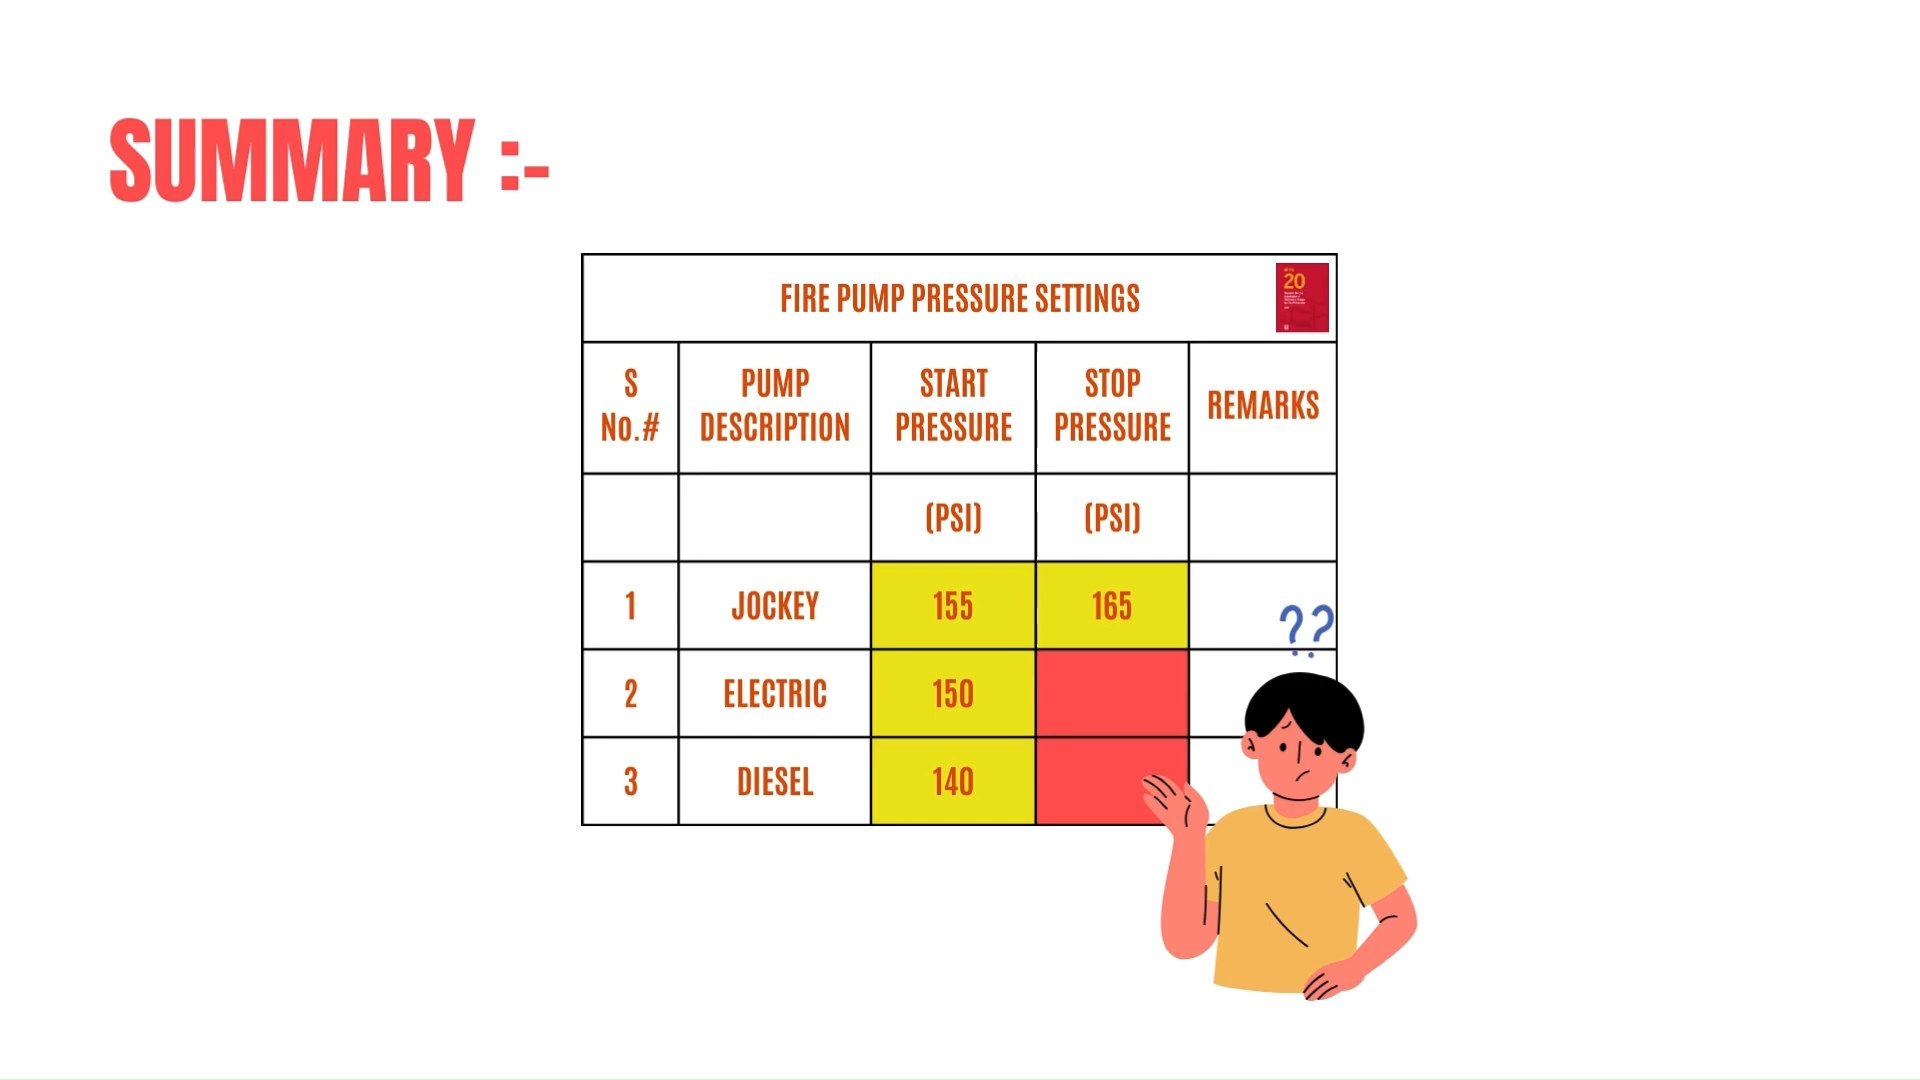 SUMMARY :-
FIRE PUMP PRESSURE SETTINGS
20
S No.# PUMP DESCRIPTION START PRESSURE STOP PRESSURE REMARKS
(PSI) (PSI)
1 JOCKEY 155 165
??
2 ELECTRIC 150
3 DIESEL 140